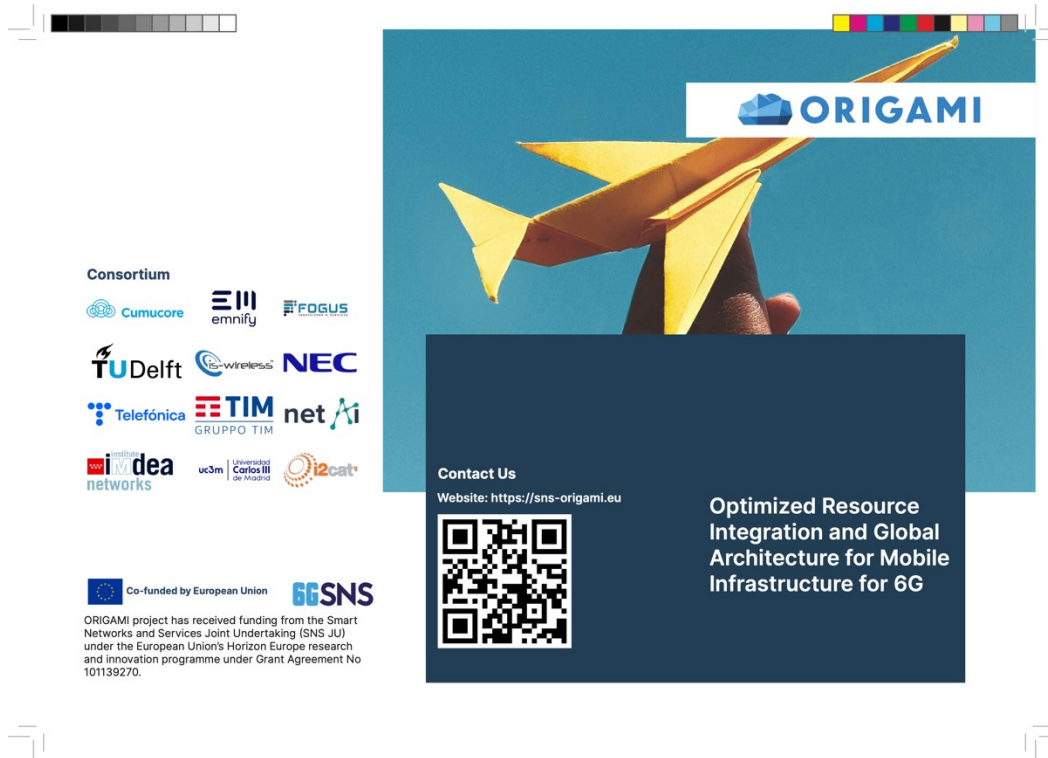 ORIGAMI
Consortium
Cumucore
emnify
FOGUS
TU Delft
is-wireless
NEC
Telefónica
TIM
GRUPPO TIM
net Ai
institute
imdea
networks
uc3m
Universidad
Carlos III
de Madrid
i2cat
Co-funded by European Union
6GSNS
ORIGAMI project has received funding from the Smart
Networks and Services Joint Undertaking (SNS JU)
under the European Union's Horizon Europe research
and innovation programme under Grant Agreement No
101139270.
Contact Us
Website: https://sns-origami.eu
Optimized Resource
Integration and Global
Architecture for Mobile
Infrastructure for 6G